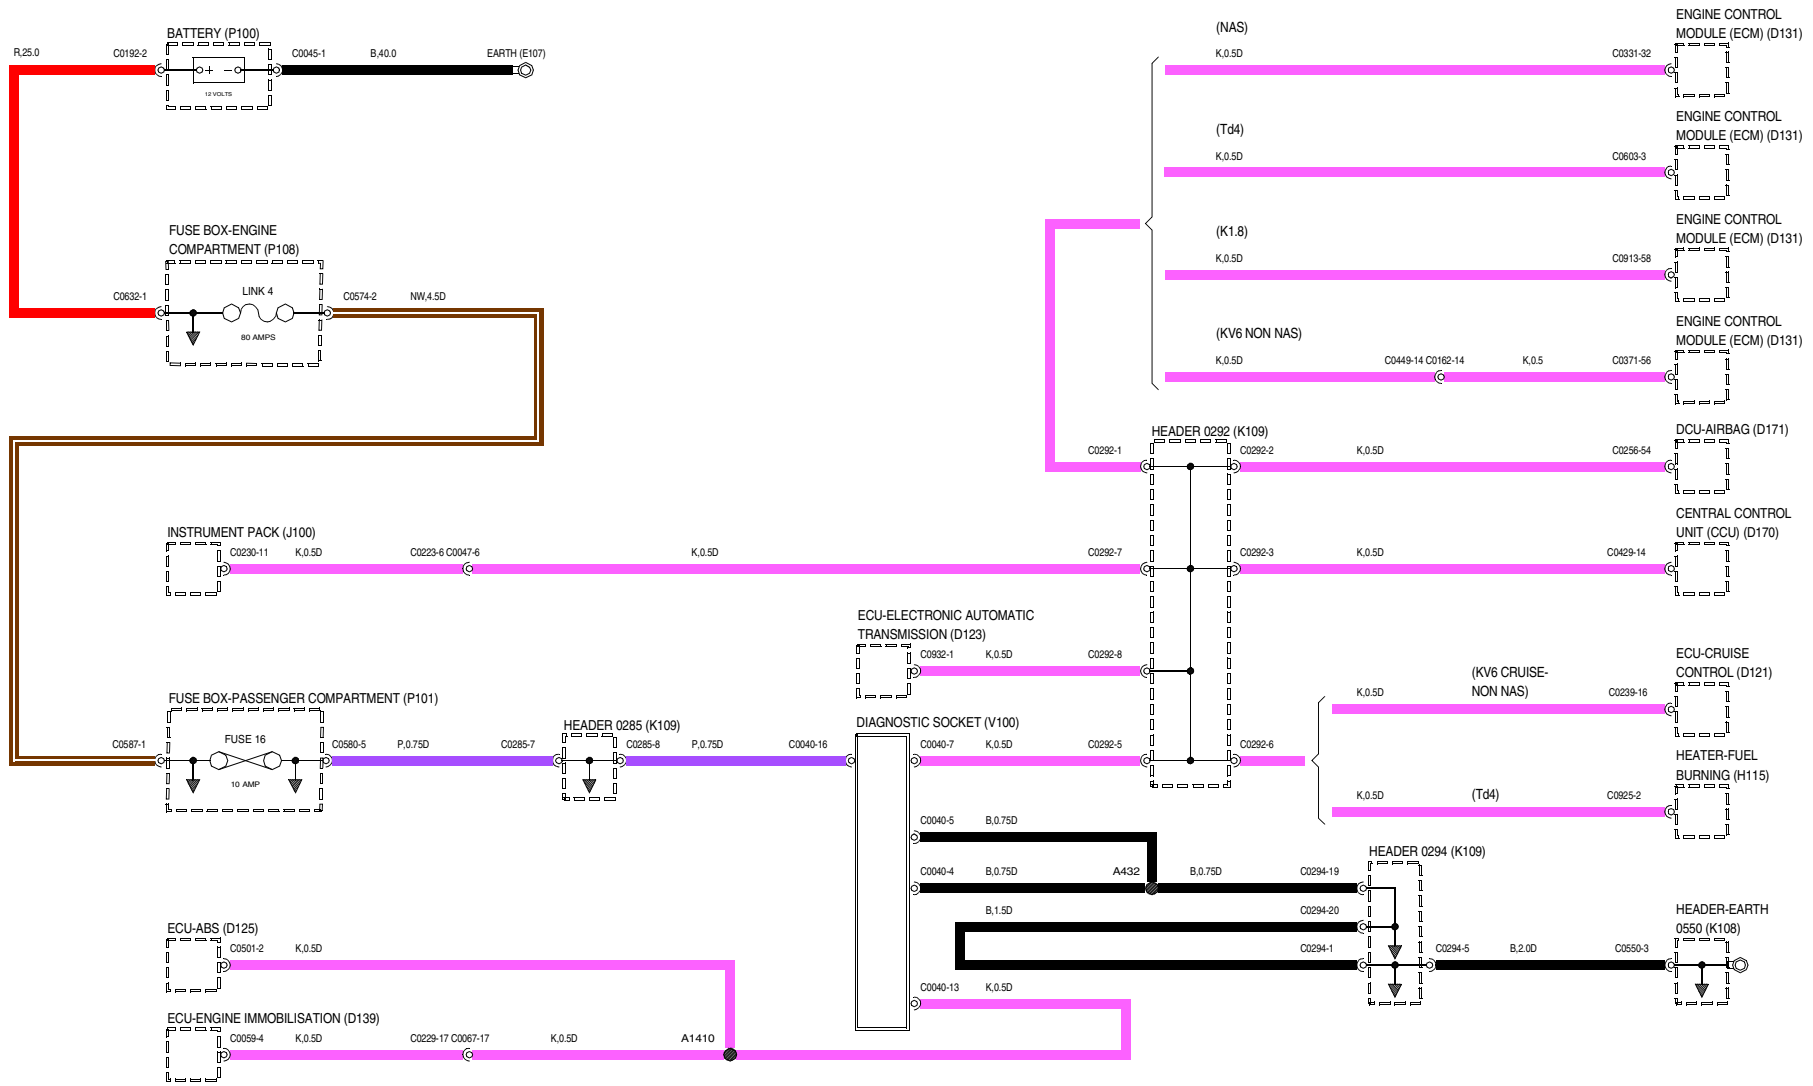 BATTERY (P100)
R,25.0
C0192-2
C0045-1
B,40.0
EARTH (E107)
+ −
12 VOLTS
FUSE BOX-ENGINE
COMPARTMENT (P108)
C0632-1
LINK 4
80 AMPS
C0574-2
NW,4.5D
(NAS)
K,0.5D
C0331-32
ENGINE CONTROL
MODULE (ECM) (D131)
(Td4)
K,0.5D
C0603-3
ENGINE CONTROL
MODULE (ECM) (D131)
(K1.8)
K,0.5D
C0913-58
ENGINE CONTROL
MODULE (ECM) (D131)
(KV6 NON NAS)
K,0.5D
C0449-14 C0162-14
K,0.5
C0371-56
ENGINE CONTROL
MODULE (ECM) (D131)
HEADER 0292 (K109)
C0292-1
C0292-2
K,0.5D
C0256-54
DCU-AIRBAG (D171)
INSTRUMENT PACK (J100)
C0230-11
K,0.5D
C0223-6 C0047-6
K,0.5D
C0292-7
C0292-3
K,0.5D
C0429-14
CENTRAL CONTROL
UNIT (CCU) (D170)
ECU-ELECTRONIC AUTOMATIC
TRANSMISSION (D123)
C0932-1
K,0.5D
C0292-8
FUSE BOX-PASSENGER COMPARTMENT (P101)
C0587-1
FUSE 16
10 AMP
C0580-5
P,0.75D
C0285-7
HEADER 0285 (K109)
C0285-8
P,0.75D
C0040-16
DIAGNOSTIC SOCKET (V100)
C0040-7
K,0.5D
C0292-5
C0292-6
K,0.5D
(KV6 CRUISE-
NON NAS)
C0239-16
ECU-CRUISE
CONTROL (D121)
K,0.5D
(Td4)
C0925-2
HEATER-FUEL
BURNING (H115)
C0040-5
B,0.75D
C0040-4
B,0.75D
A432
B,0.75D
C0294-19
HEADER 0294 (K109)
B,1.5D
C0294-20
C0294-1
C0294-5
B,2.0D
C0550-3
HEADER-EARTH
0550 (K108)
C0040-13
K,0.5D
ECU-ABS (D125)
C0501-2
K,0.5D
ECU-ENGINE IMMOBILISATION (D139)
C0059-4
K,0.5D
C0229-17 C0067-17
K,0.5D
A1410